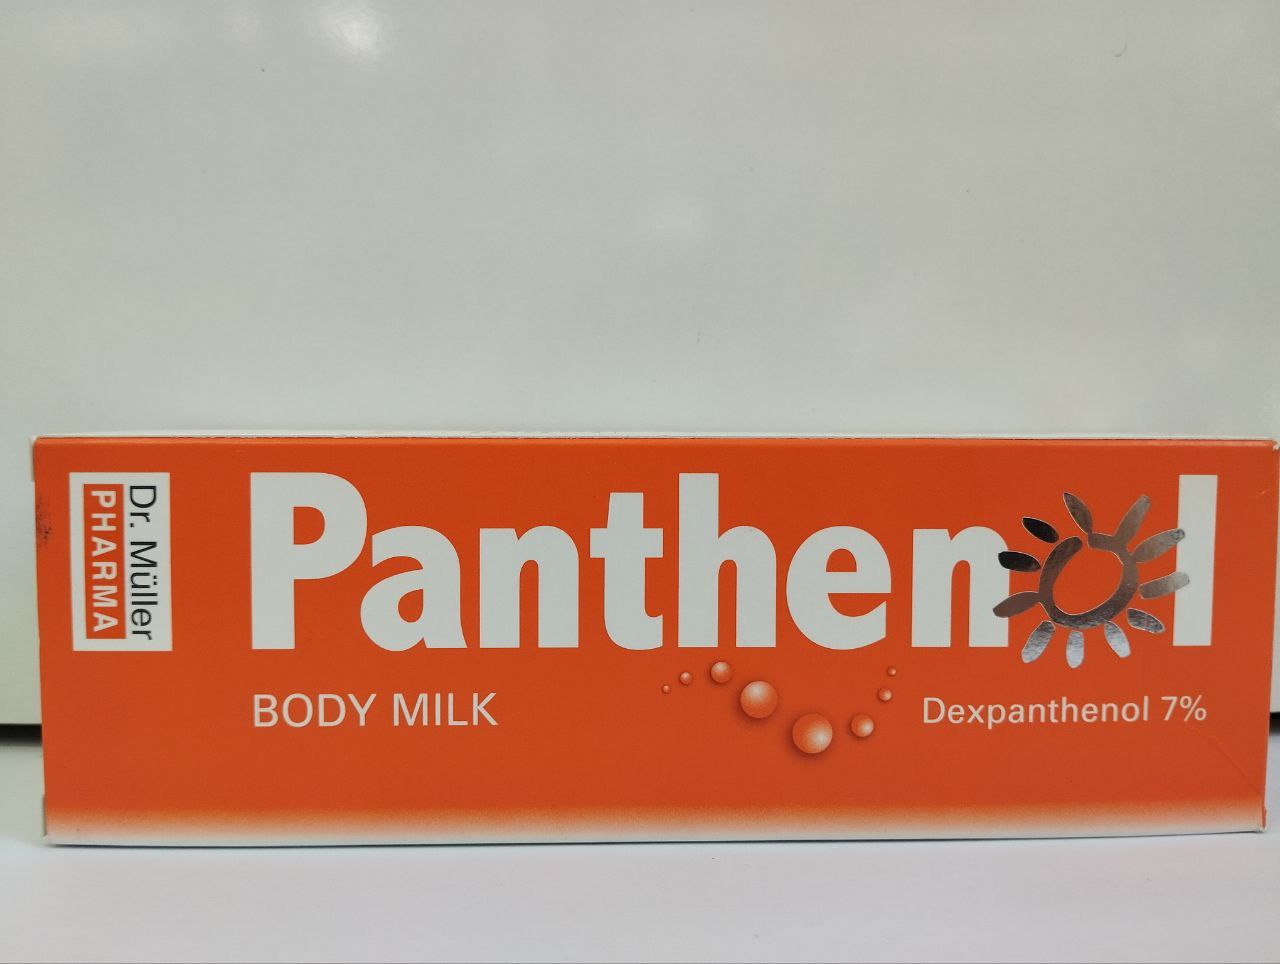 Dr. Müller
PHARMA
Panthenol
BODY MILK
Dexpanthenol 7%